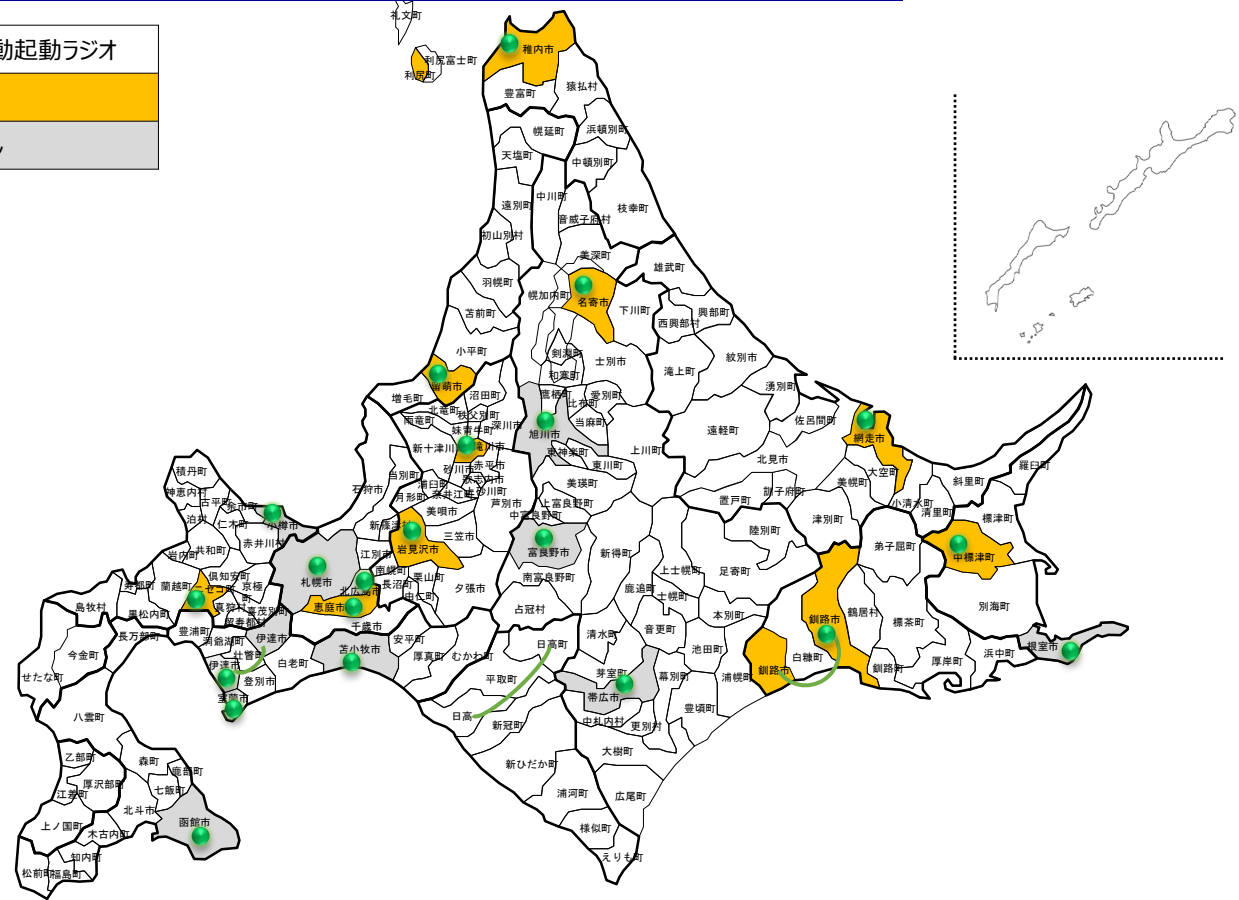 動起動ラジオ
礼文町
利尻富士町
利尻町
稚内市
豊富町
猿払村
幌延町
浜頓別町
天塩町
中頓別町
中川町
遠別町
枝幸町
音威子府村
初山別村
美深町
雄武町
羽幌町
幌加内町
名寄市
下川町
西興部村
興部町
苫前町
小平町
剣淵町
士別市
紋別市
和寒町
滝上町
湧別町
留萌市
増毛町
沼田町
鷹栖町
愛別町
比布町
北竜町
秩父別町
雨竜町
妹背牛町
深川市
旭川市
当麻町
佐呂間町
遠軽町
網走市
新十津川町
滝川市
東神楽町
上川町
東川町
北見市
大空町
赤平市
砂川市
歌志内市
当別町
浦臼町
奈井江町
上砂川町
月形町
芦別市
美瑛町
美幌町
訓子府町
置戸町
小清水町
清里町
斜里町
羅臼町
積丹町
神恵内村
古平町
余市町
小樽市
石狩市
美唄市
上富良野町
中富良野町
新篠津村
三笠市
岩見沢市
富良野市
津別町
陸別町
標津町
泊村
仁木町
赤井川村
共和町
岩内町
江別市
新得町
弟子屈町
中標津町
札幌市
南幌町
北広島市
長沼町
栗山町
由仁町
夕張市
南富良野町
上士幌町
足寄町
鹿追町
士幌町
倶知安町
蘭越町
京極町
真狩村
喜茂別町
留寿都村
恵庭市
千歳市
占冠村
別海町
島牧村
黒松内町
長万部町
豊浦町
洞爺湖町
伊達市
壮瞥町
伊達市
白老町
登別市
室蘭市
苫小牧市
安平町
厚真町
むかわ町
日高町
平取町
日高
新冠町
清水町
音更町
本別町
芽室町
池田町
幕別町
浦幌町
帯広市
中札内村
更別村
豊頃町
釧路市
白糠町
釧路市
鶴居村
標茶町
釧路町
厚岸町
浜中町
根室市
今金町
せたな町
八雲町
大樹町
新ひだか町
浦河町
広尾町
様似町
えりも町
乙部町
森町
鹿部町
厚沢部町
七飯町
江差町
北斗市
函館市
上ノ国町
木古内町
知内町
福島町